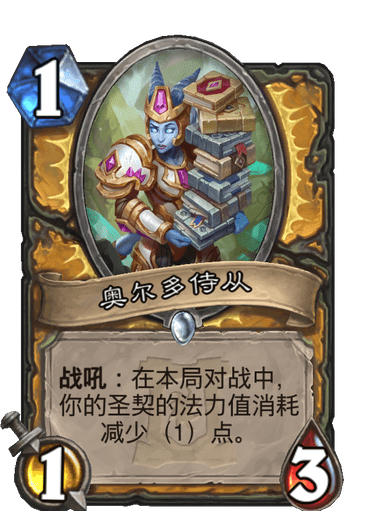 1
奥尔多侍从
战吼：在本局对战中，
你的圣契的法力值消耗
减少（1）点。
1
3